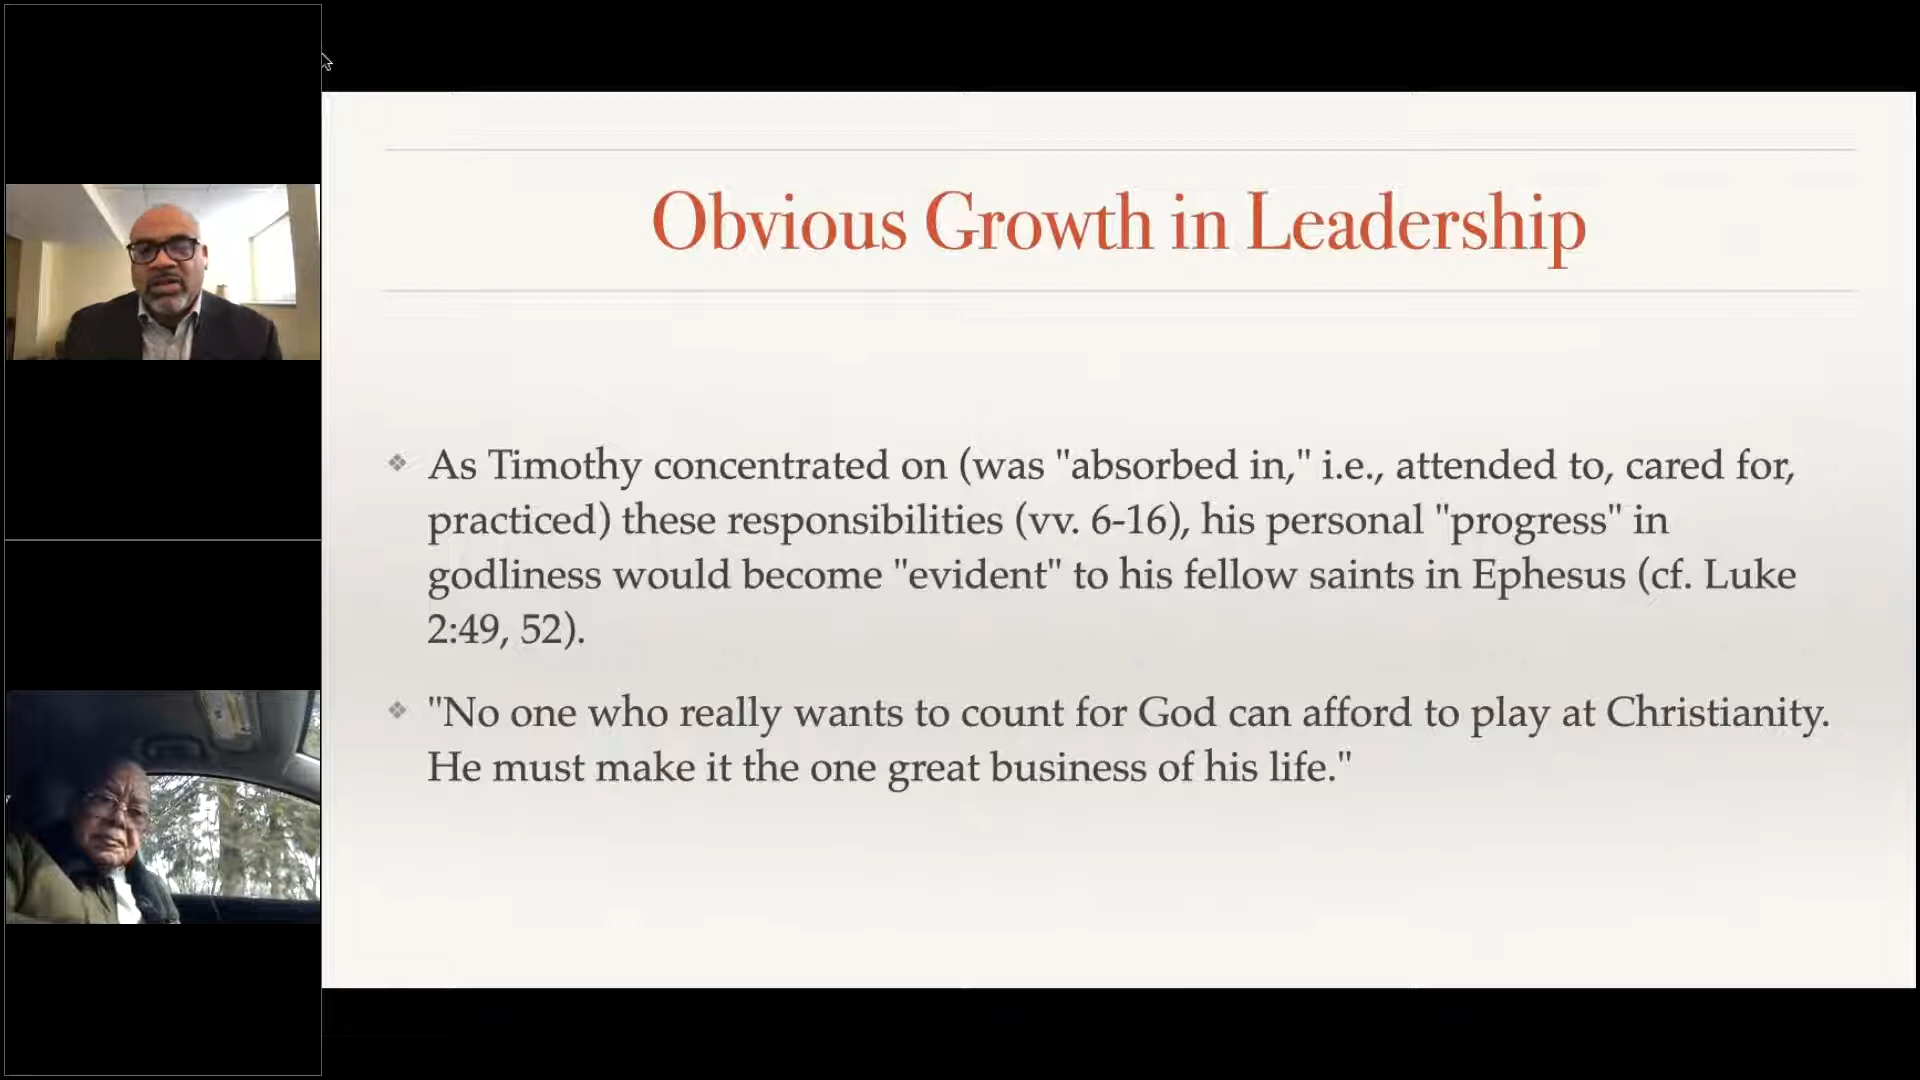 Obvious Growth in Leadership
As Timothy concentrated on (was "absorbed in," i.e., attended to, cared for,
practiced) these responsibilities (vv. 6-16), his personal "progress" in
godliness would become "evident" to his fellow saints in Ephesus (cf. Luke
2:49, 52).
"No one who really wants to count for God can afford to play at Christianity.
He must make it the one great business of his life."